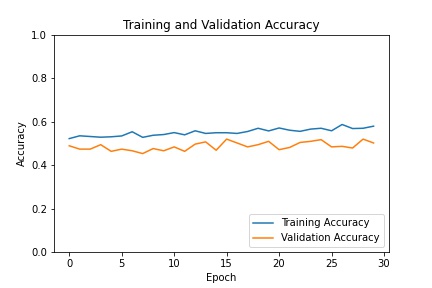 Training and Validation Accuracy
1.0
0.8
0.6
0.4
0.2
0.0
Accuracy
Training Accuracy
Validation Accuracy
0 5 10 15 20 25 30
Epoch